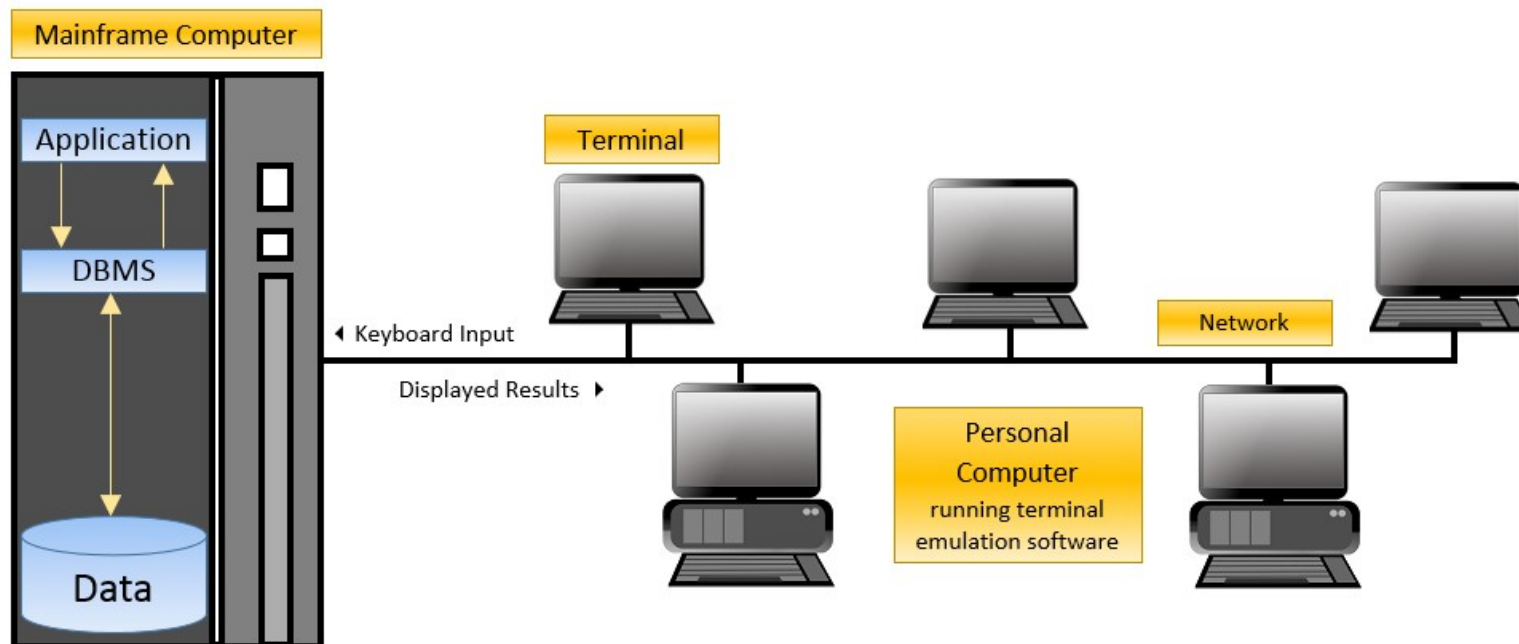 Mainframe Computer
Application
DBMS
Data
Terminal
Keyboard Input
Displayed Results
Network
Personal
Computer
running terminal
emulation software